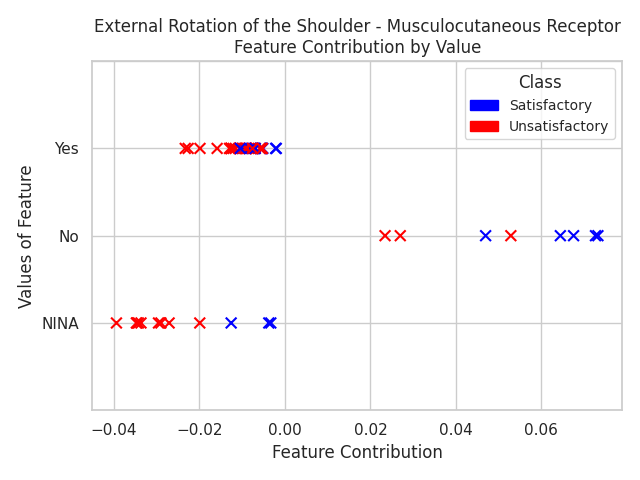 External Rotation of the Shoulder - Musculocutaneous Receptor
Feature Contribution by Value
Class
Satisfactory
Unsatisfactory
Values of Feature
Yes
No
NINA
−0.04 −0.02 0.00 0.02 0.04 0.06
Feature Contribution